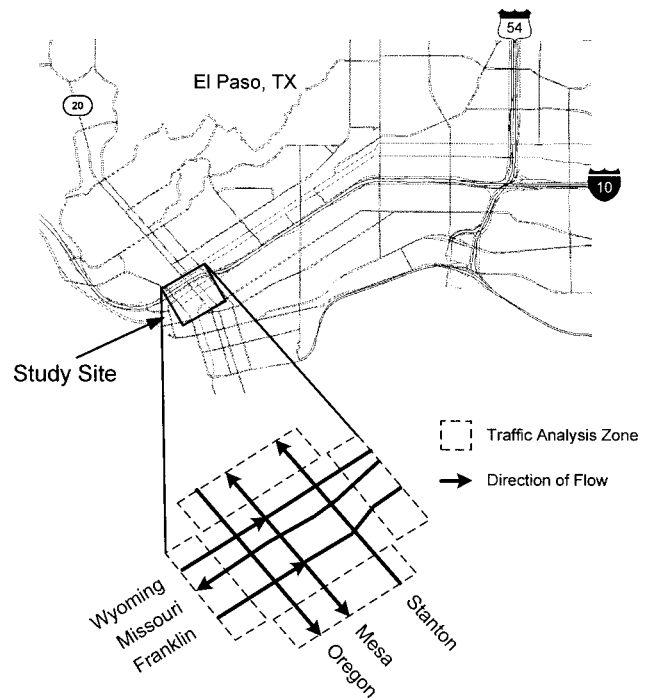 54
El Paso, TX
20
10
Study Site
Traffic Analysis Zone
Direction of Flow
Wyoming
Missouri
Franklin
Stanton
Mesa
Oregon